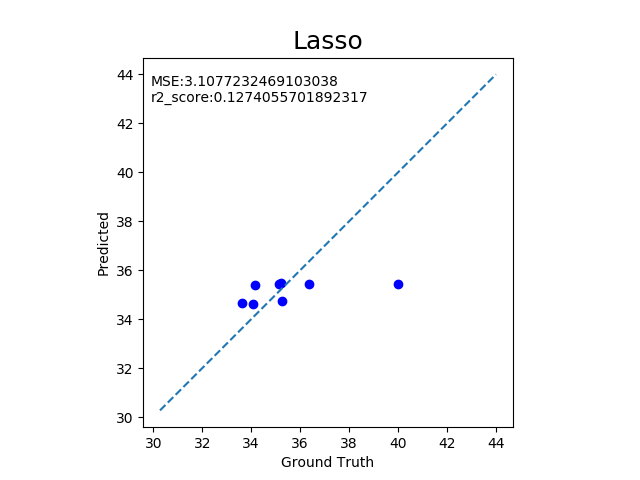 Lasso
MSE:3.1077232469103038
r2_score:0.1274055701892317
44
42
40
38
36
34
32
30
Predicted
30 32 34 36 38 40 42 44
Ground Truth